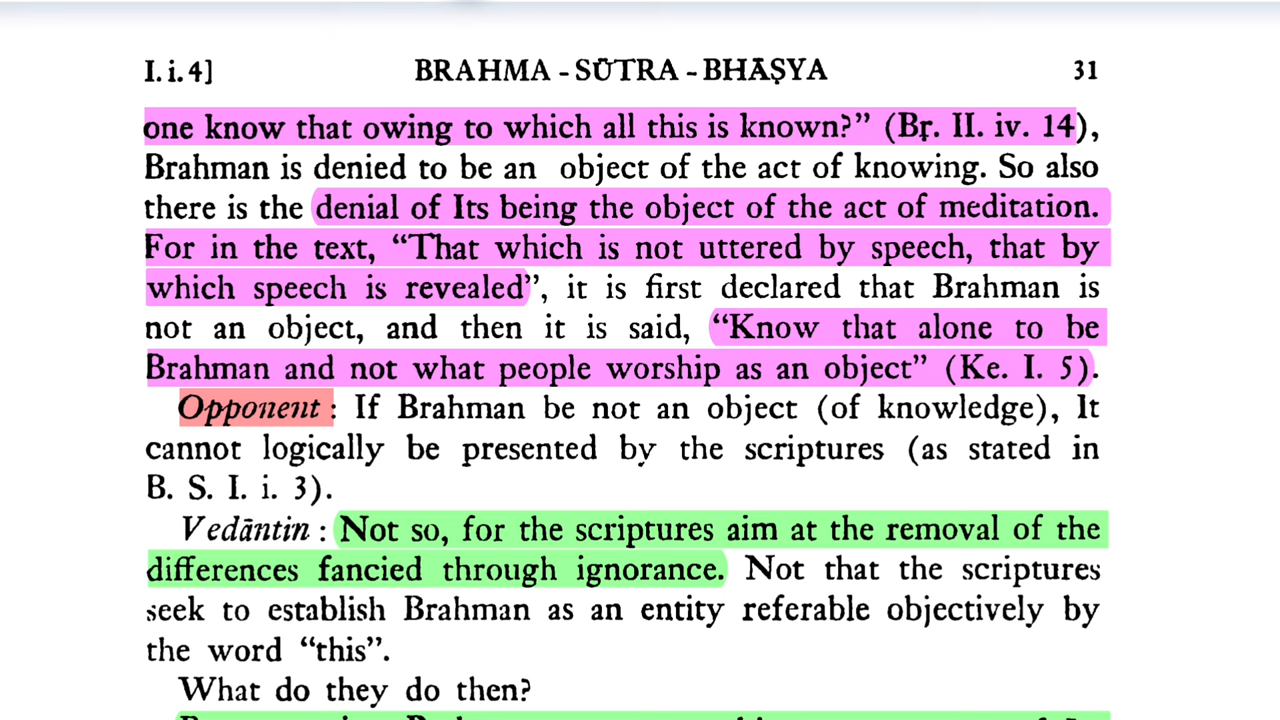 I. i. 4] BRAHMA - SŪTRA - BHĀṢYA 31
one know that owing to which all this is known?” (Bṛ. II. iv. 14),
Brahman is denied to be an object of the act of knowing. So also
there is the denial of Its being the object of the act of meditation.
For in the text, “That which is not uttered by speech, that by
which speech is revealed”, it is first declared that Brahman is
not an object, and then it is said, “Know that alone to be
Brahman and not what people worship as an object” (Ke. I. 5).
Opponent : If Brahman be not an object (of knowledge), It
cannot logically be presented by the scriptures (as stated in
B. S. I. i. 3).
Vedāntin : Not so, for the scriptures aim at the removal of the
differences fancied through ignorance. Not that the scriptures
seek to establish Brahman as an entity referable objectively by
the word “this”.
What do they do then?